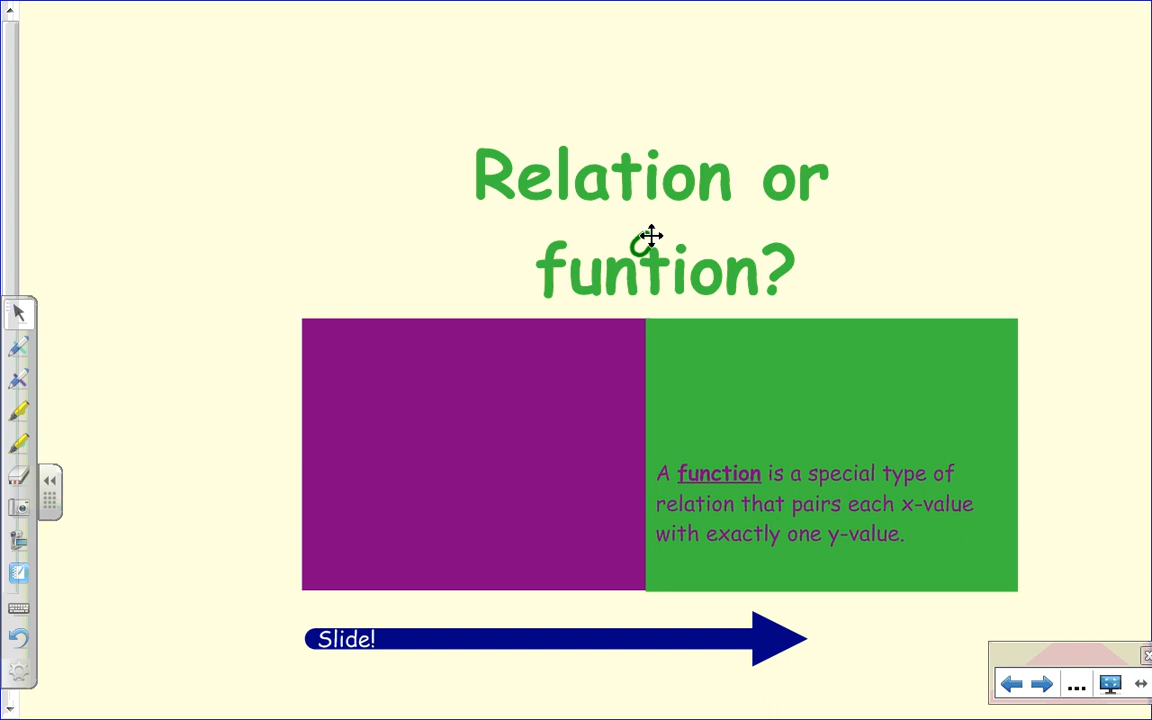 Relation or
funtion?
A function is a special type of
relation that pairs each x-value
with exactly one y-value.
Slide!